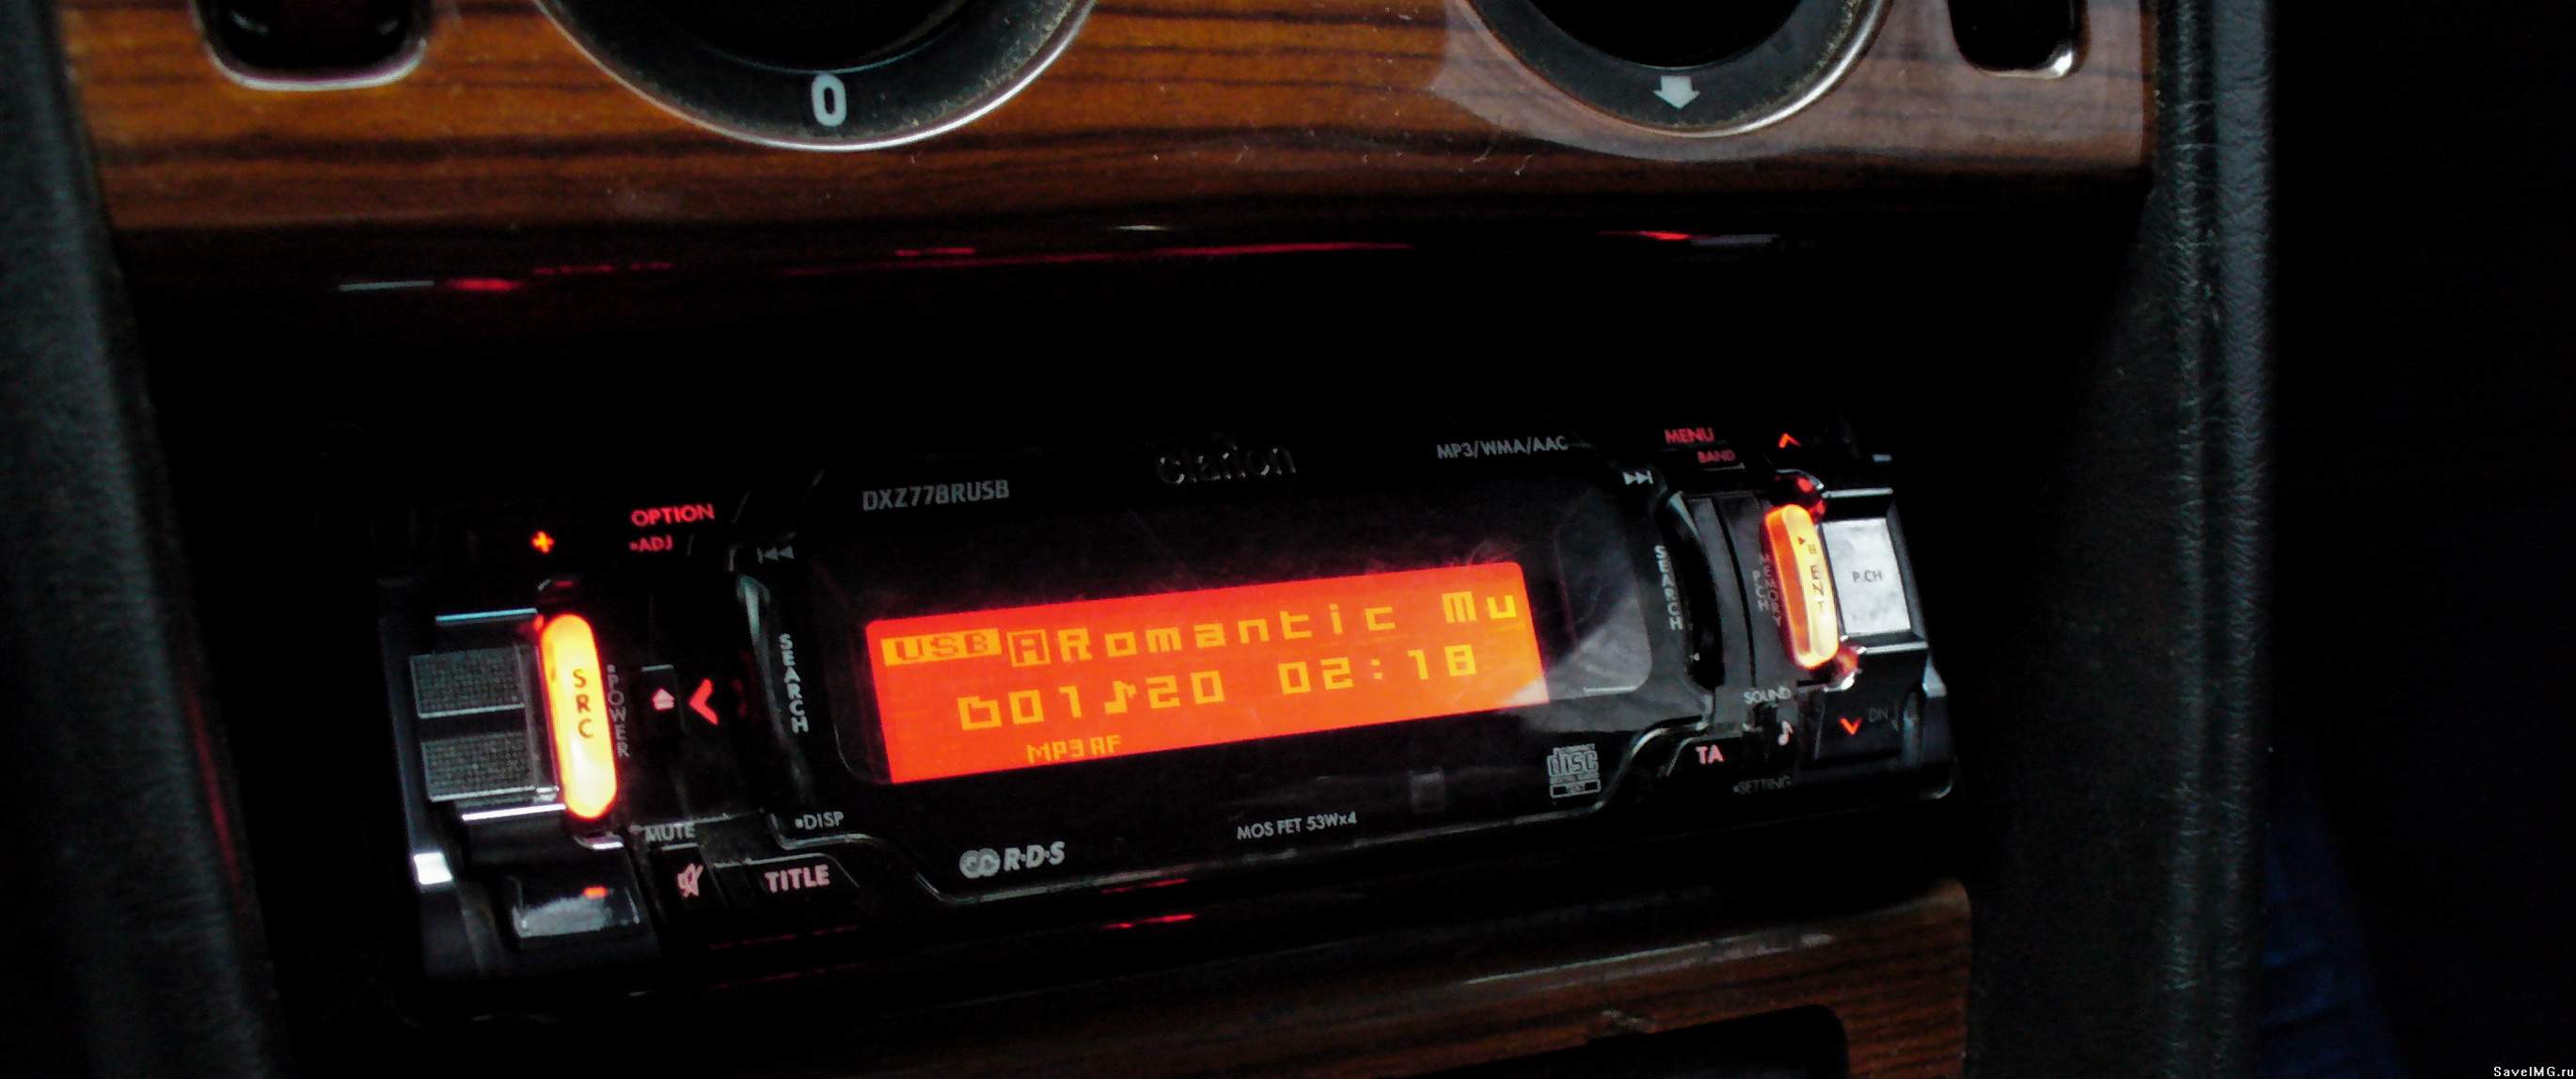 0
clarion
MP3/WMA/AAC
MENU
BAND
DXZ778RUSB
OPTION
ADJ
SEARCH
SEARCH
USB A Romantic Mu
01 20 02:18
MP3 AF
SRC
POWER
MEMORY
P.CH
ENT
P.CH
SOUND
DN
TA
SETTING
disc
MUTE
DISP
MOS FET 53Wx4
R·D·S
TITLE
SaveIMG.ru